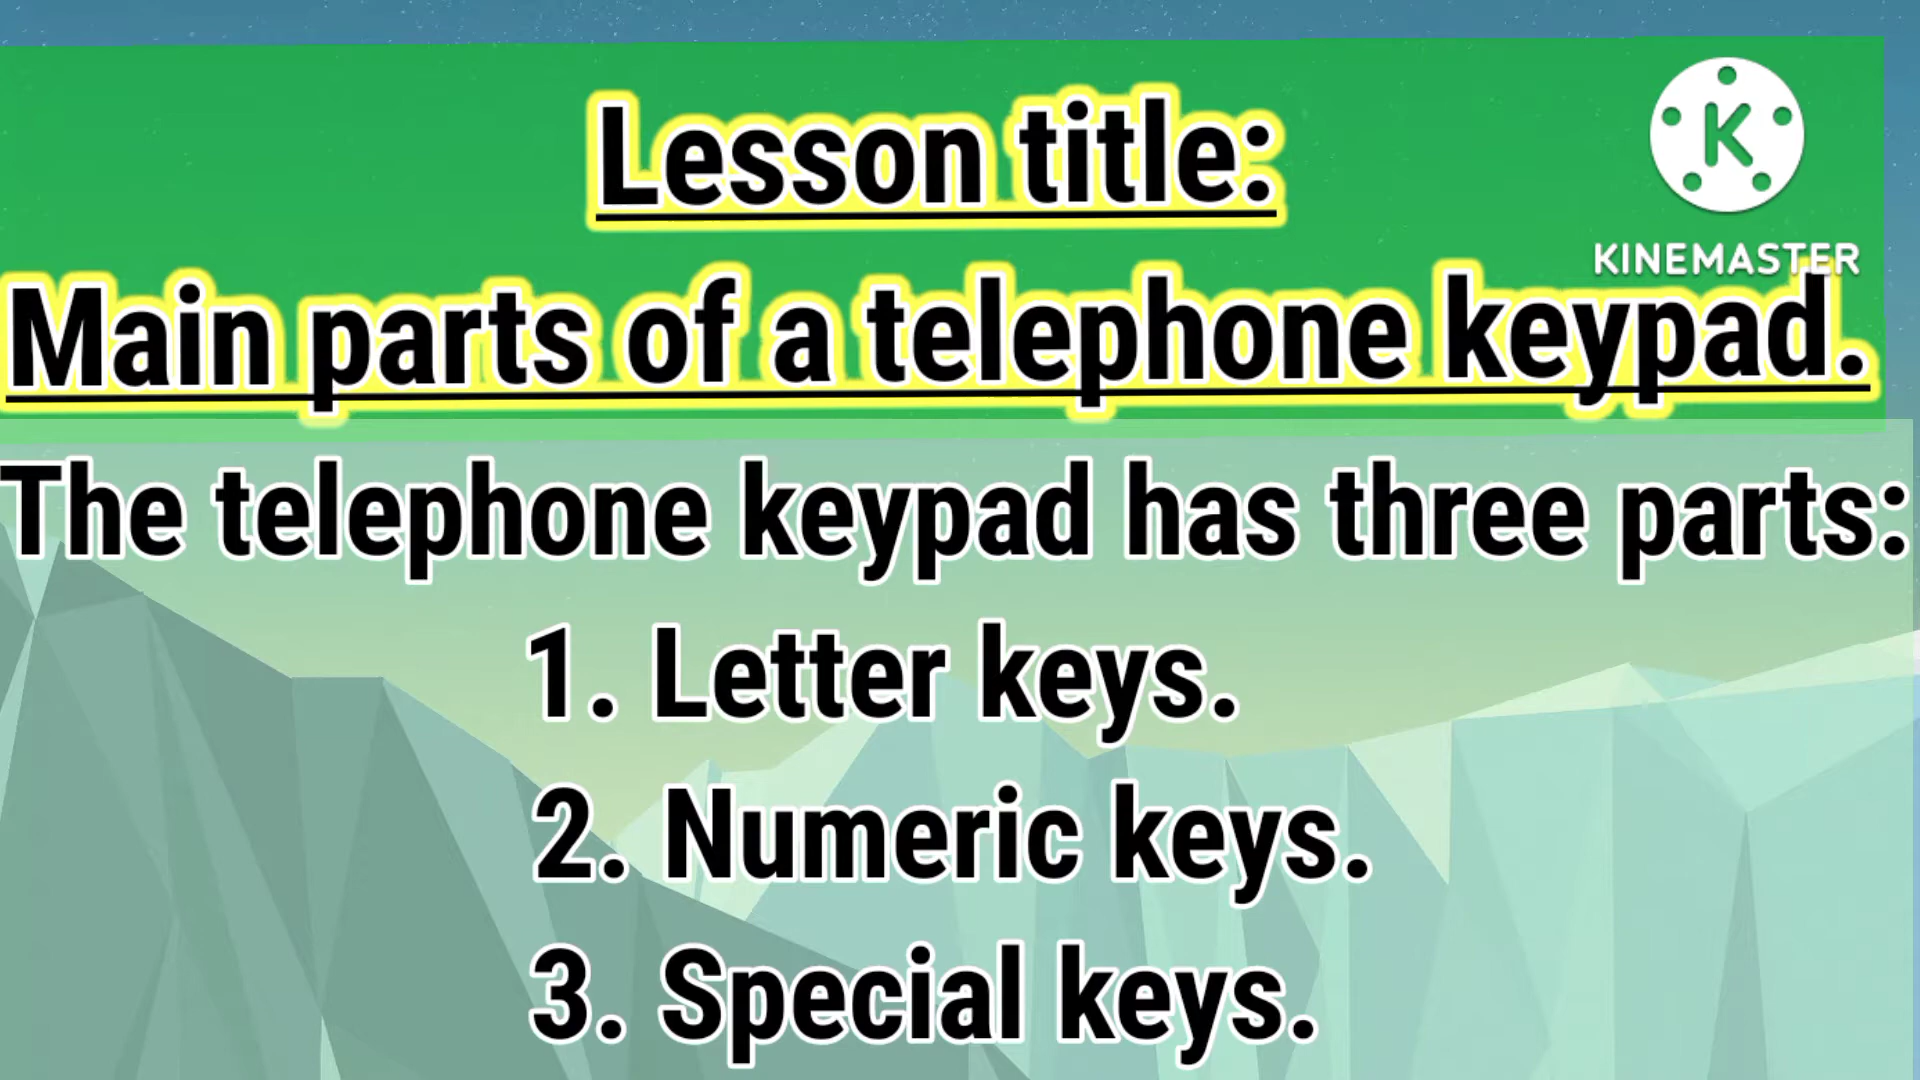 Lesson title:
K
KINEMASTER
Main parts of a telephone keypad.
The telephone keypad has three parts:
1. Letter keys.
2. Numeric keys.
3. Special keys.